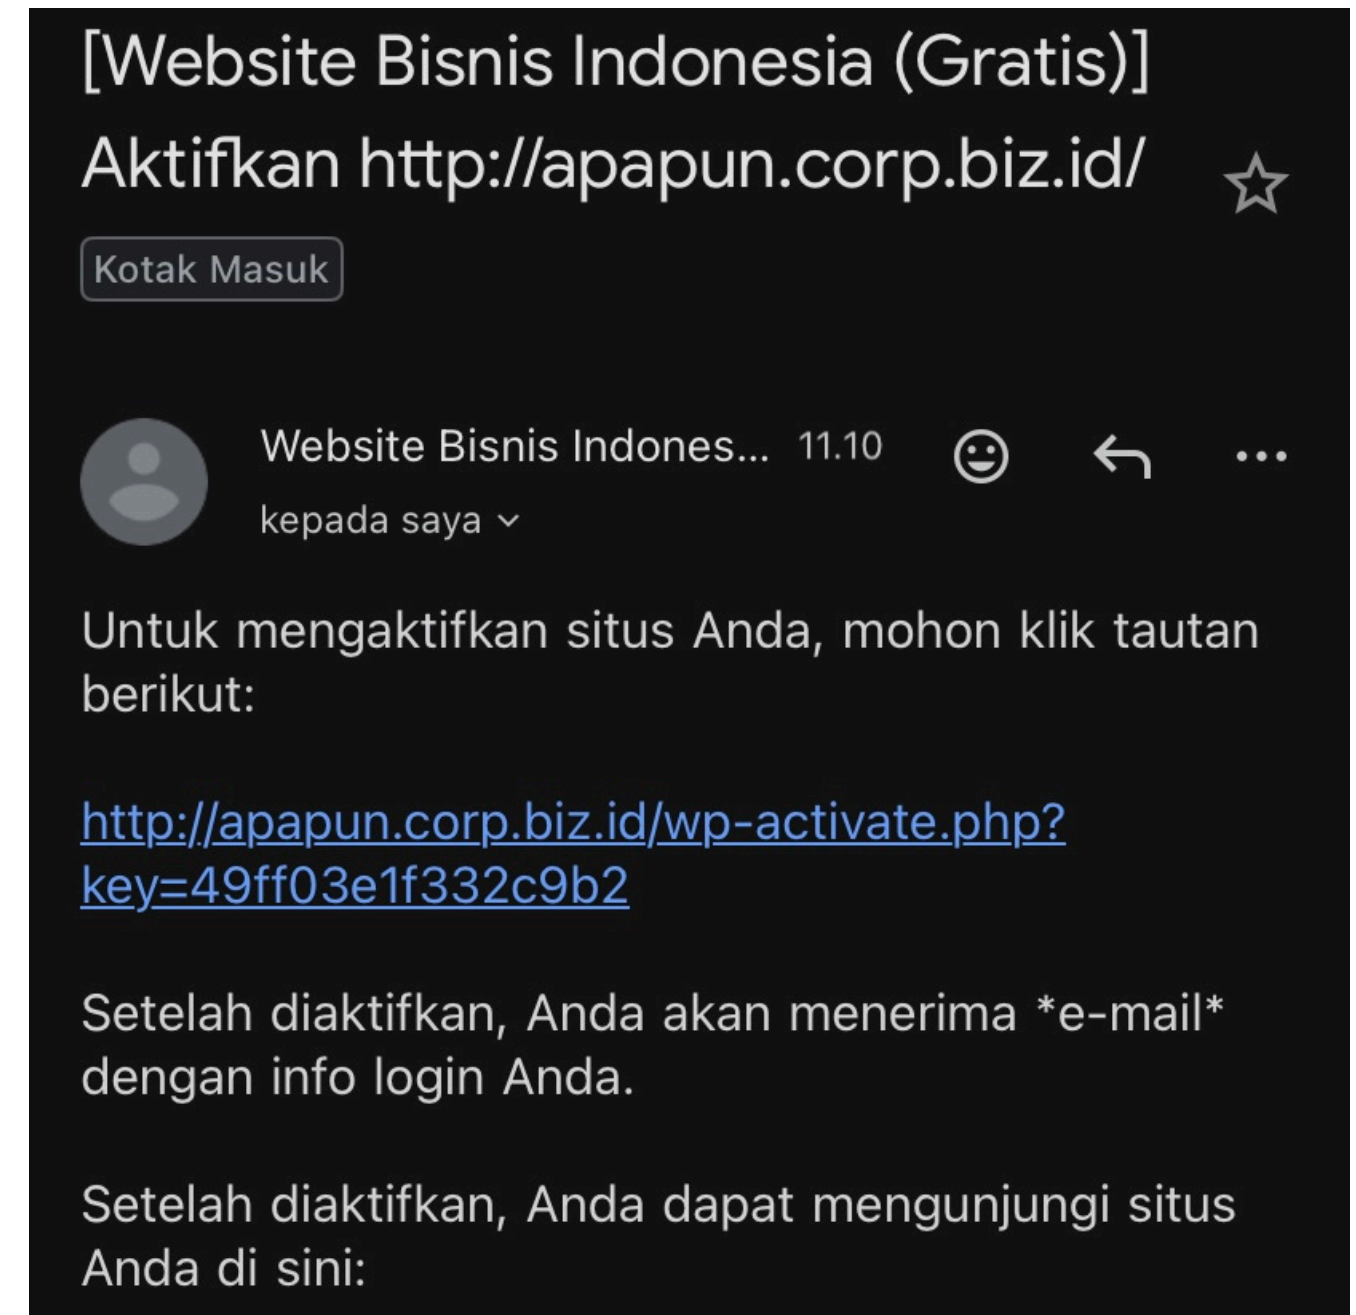 [Website Bisnis Indonesia (Gratis)]
Aktifkan http://apapun.corp.biz.id/
Kotak Masuk
Website Bisnis Indones... 11.10
kepada saya
Untuk mengaktifkan situs Anda, mohon klik tautan
berikut:
http://apapun.corp.biz.id/wp-activate.php?
key=49ff03e1f332c9b2
Setelah diaktifkan, Anda akan menerima *e-mail*
dengan info login Anda.
Setelah diaktifkan, Anda dapat mengunjungi situs
Anda di sini: